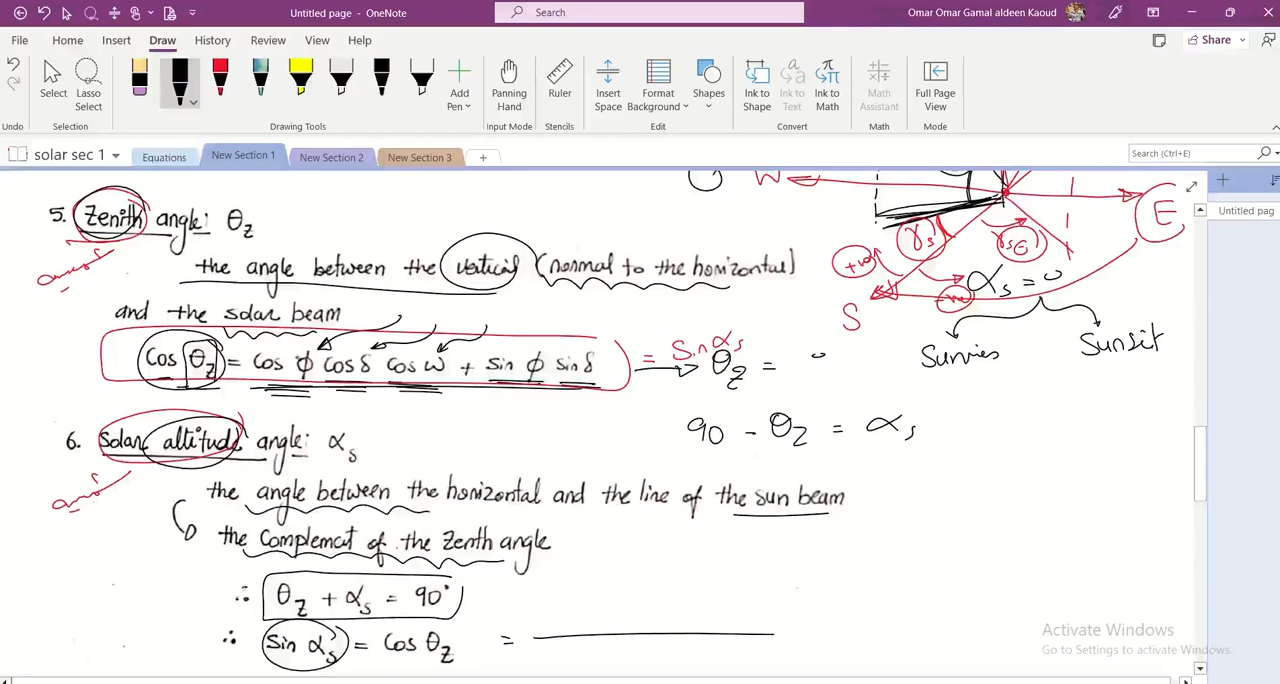 Untitled page - OneNote
Search
Omar Omar Gamal aldeen Kaoud
File Home Insert Draw History Review View Help
Share
Undo
Select
Lasso Select
Add Pen
Panning Hand
Ruler
Insert Space
Format Background
Shapes
Ink to Shape
Ink to Text
Ink to Math
Math Assistant
Full Page View
Undo Selection Drawing Tools Input Mode Stencils Edit Convert Math Mode
solar sec 1
Equations
New Section 1
New Section 2
New Section 3
Search (Ctrl+E)
Untitled pag
W
E
S
γs
+ve
-ve
αs = 0
Sunries
Sunset
5. Zenith angle: θz
the angle between the vertical (normal to the horizontal)
and the solar beam
Cos θz = cos φ cos δ cos ω + sin φ sin δ = Sin αs
θz =
90 - θz = αs
6. Solar altitude angle: αs
the angle between the horizontal and the line of the sun beam
the Complemat of the Zenth angle
∴ θz + αs = 90°
∴ sin αs = Cos θz =
Activate Windows
Go to Settings to activate Windows.